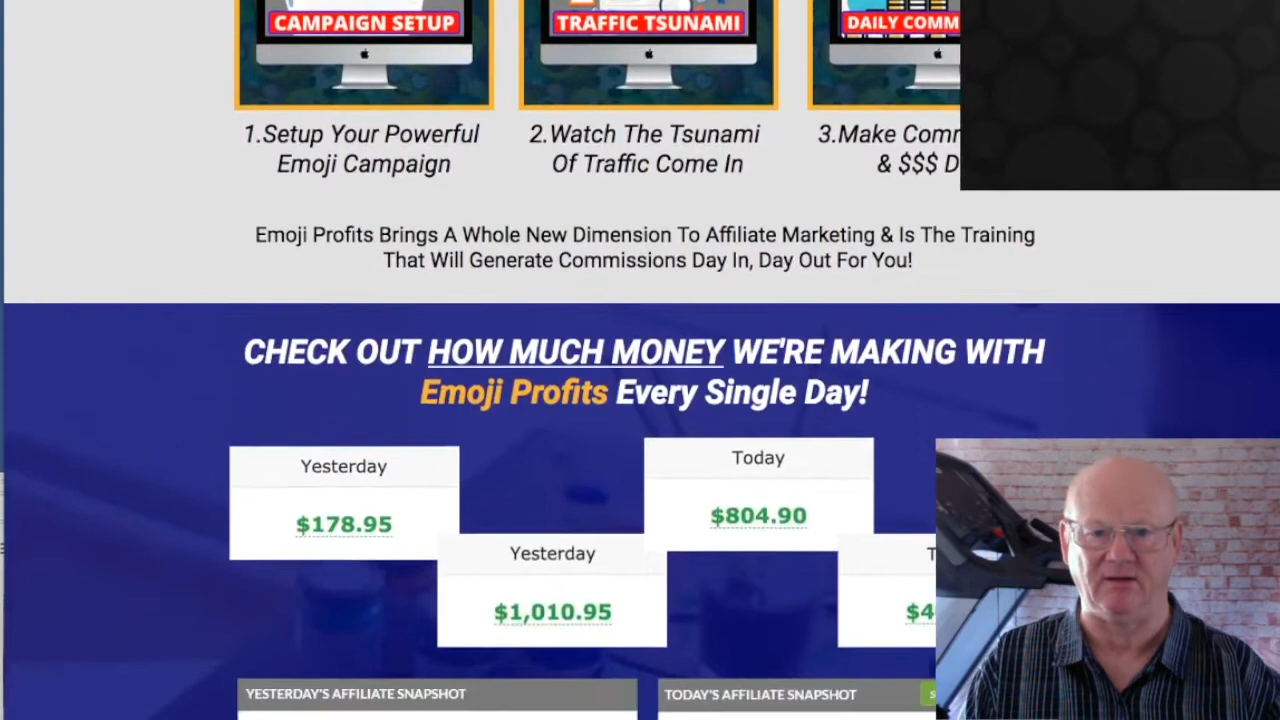 CAMPAIGN SETUP
TRAFFIC TSUNAMI
DAILY COMM
1.Setup Your Powerful
Emoji Campaign
2.Watch The Tsunami
Of Traffic Come In
3.Make Comm
& $$$ D
Emoji Profits Brings A Whole New Dimension To Affiliate Marketing & Is The Training
That Will Generate Commissions Day In, Day Out For You!
CHECK OUT HOW MUCH MONEY WE'RE MAKING WITH
Emoji Profits Every Single Day!
Yesterday
$178.95
Yesterday
$1,010.95
Today
$804.90
T
$4
YESTERDAY'S AFFILIATE SNAPSHOT
TODAY'S AFFILIATE SNAPSHOT